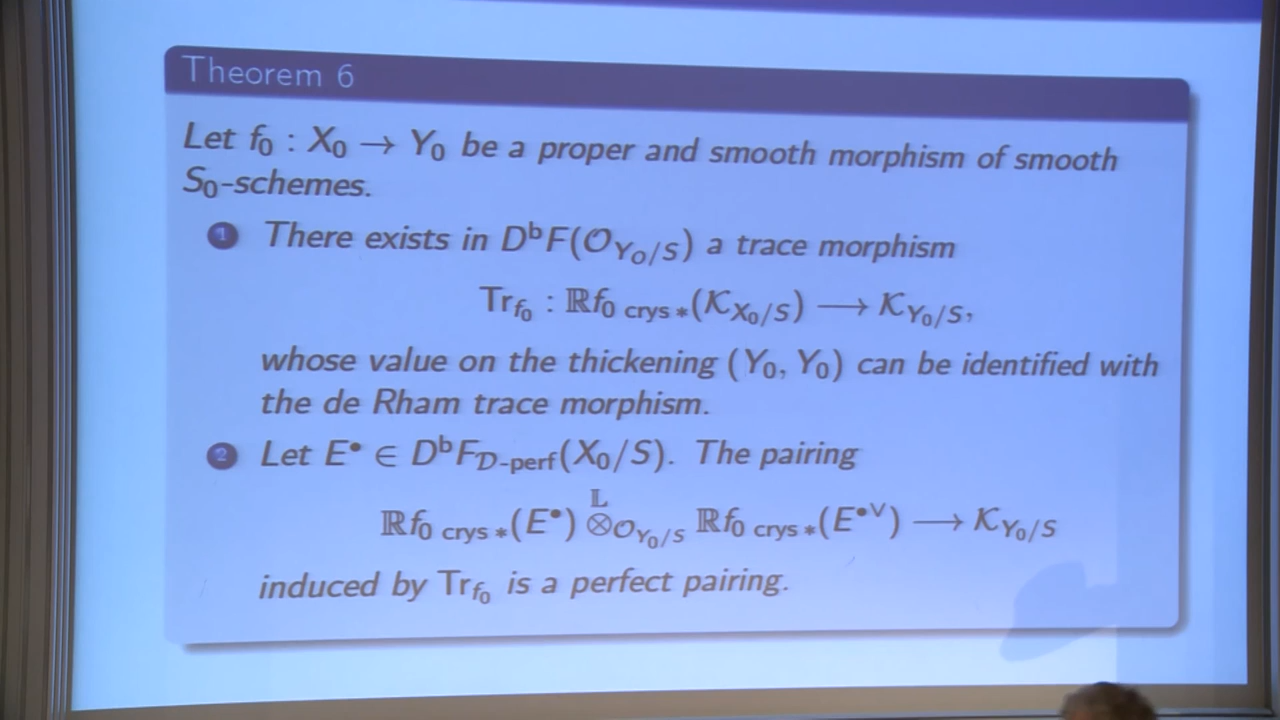 Theorem 6
Let f₀ : X₀ → Y₀ be a proper and smooth morphism of smooth
S₀-schemes.
1 There exists in DᵇF(𝒪_{Y₀/S}) a trace morphism
Tr_{f₀} : ℝf_{0 crys *}(𝒦_{X₀/S}) ⟶ 𝒦_{Y₀/S},
whose value on the thickening (Y₀, Y₀) can be identified with
the de Rham trace morphism.
2 Let E^• ∈ DᵇF_{𝒟-perf}(X₀/S). The pairing
ℝf_{0 crys *}(E^•) ⊗^𝕃_{𝒪_{Y₀/S}} ℝf_{0 crys *}(E^{•∨}) ⟶ 𝒦_{Y₀/S}
induced by Tr_{f₀} is a perfect pairing.